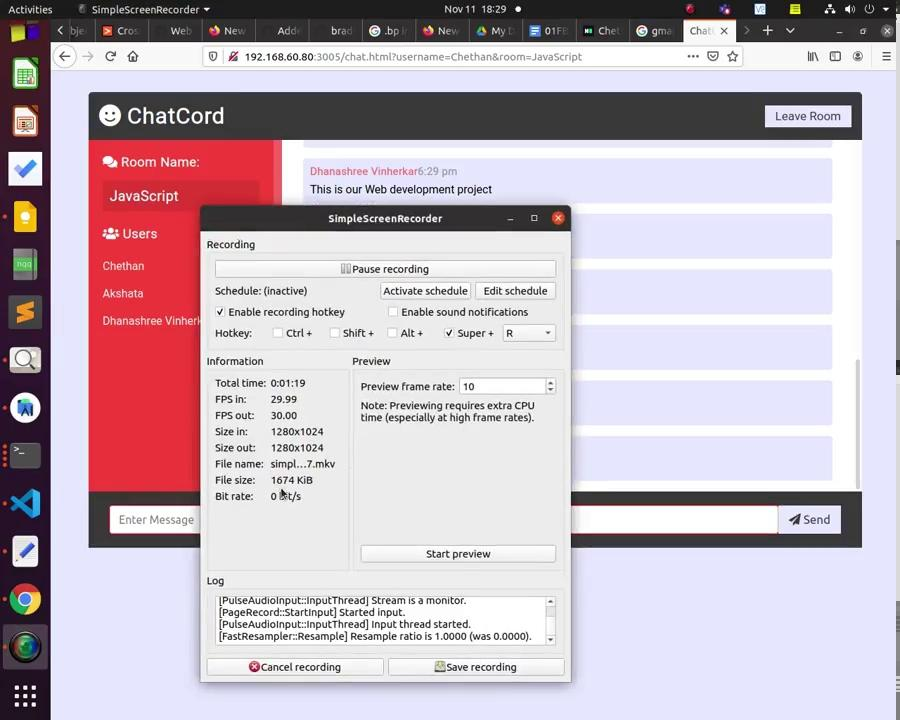 Activities
SimpleScreenRecorder
Nov 11 18:29
bje
Cros
Web
New
Adde
brad
.bp i
New
My D
01FE
Chet
gma
Chat
192.168.60.80:3005/chat.html?username=Chethan&room=JavaScript
ChatCord
Leave Room
Room Name:
JavaScript
Users
Chethan
Akshata
Dhanashree Vinherk
Dhanashree Vinherkar6:29 pm
This is our Web development project
SimpleScreenRecorder
Recording
Pause recording
Schedule: (inactive)
Activate schedule
Edit schedule
Enable recording hotkey
Enable sound notifications
Hotkey:
Ctrl +
Shift +
Alt +
Super +
R
Information
Preview
Total time: 0:01:19
FPS in: 29.99
FPS out: 30.00
Size in: 1280x1024
Size out: 1280x1024
File name: simpl...7.mkv
File size: 1674 KiB
Bit rate: 0 bit/s
Preview frame rate: 10
Note: Previewing requires extra CPU
time (especially at high frame rates).
Start preview
Enter Message
Send
Log
[PulseAudioInput::InputThread] Stream is a monitor.
[PageRecord::StartInput] Started input.
[PulseAudioInput::InputThread] Input thread started.
[FastResampler::Resample] Resample ratio is 1.0000 (was 0.0000).
Cancel recording
Save recording